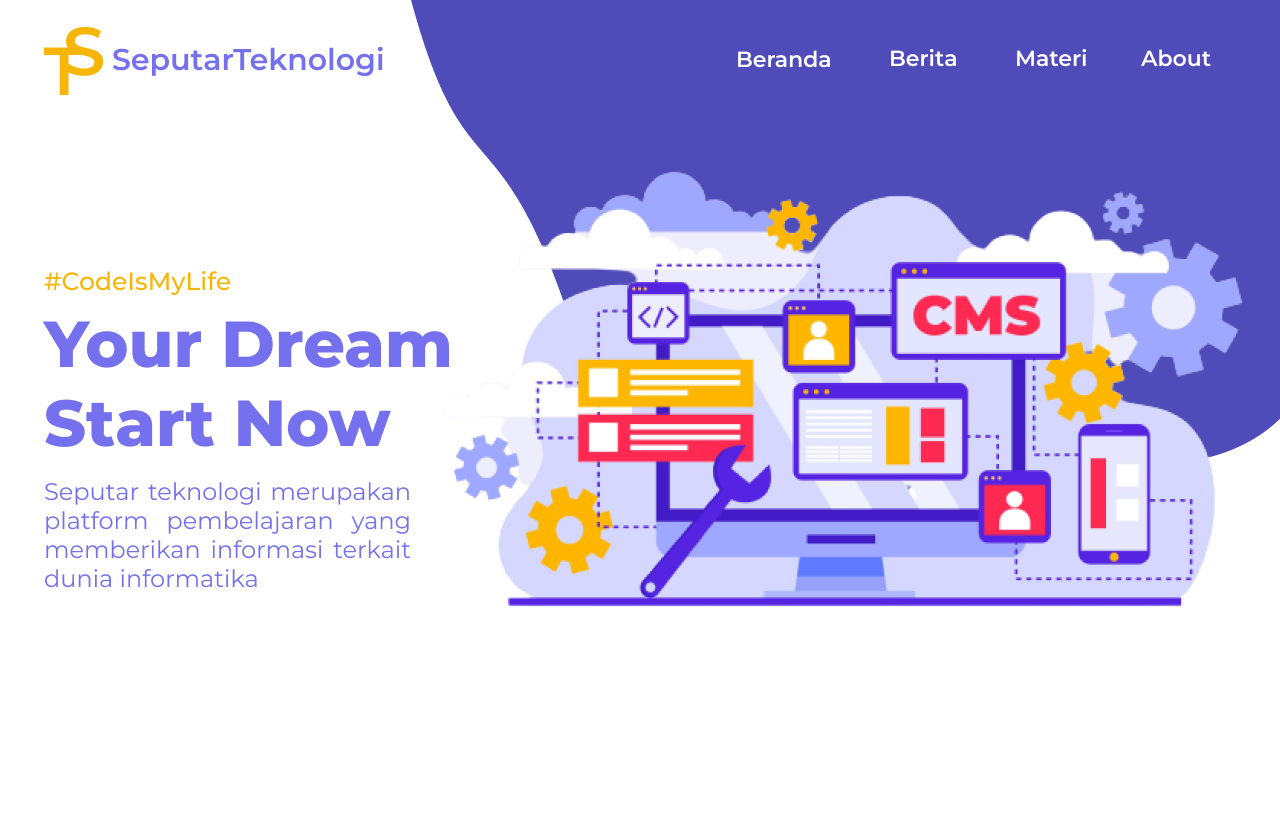 SeputarTeknologi
Beranda Berita Materi About
#CodeIsMyLife
Your Dream
Start Now
Seputar teknologi merupakan
platform pembelajaran yang
memberikan informasi terkait
dunia informatika
</>
CMS